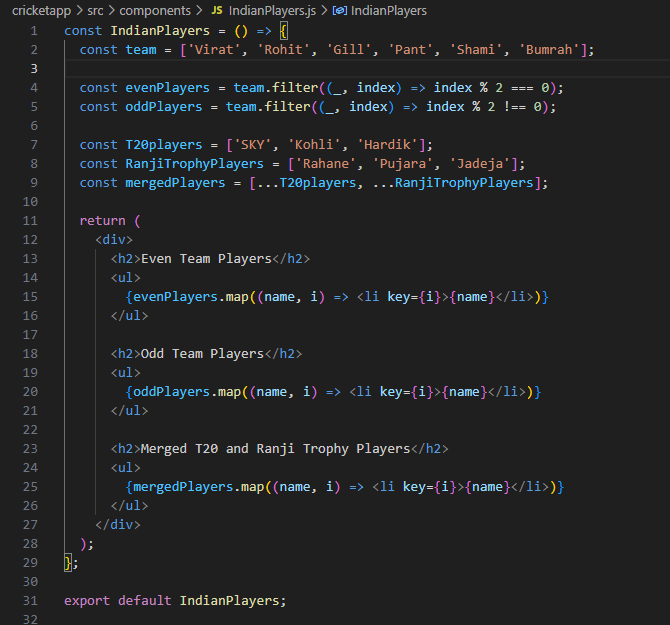 cricketapp > src > components > JS IndianPlayers.js > IndianPlayers
1 const IndianPlayers = () => {
2   const team = ['Virat', 'Rohit', 'Gill', 'Pant', 'Shami', 'Bumrah'];
3
4   const evenPlayers = team.filter((_, index) => index % 2 === 0);
5   const oddPlayers = team.filter((_, index) => index % 2 !== 0);
6
7   const T20players = ['SKY', 'Kohli', 'Hardik'];
8   const RanjiTrophyPlayers = ['Rahane', 'Pujara', 'Jadeja'];
9   const mergedPlayers = [...T20players, ...RanjiTrophyPlayers];
10
11   return (
12     <div>
13       <h2>Even Team Players</h2>
14       <ul>
15         {evenPlayers.map((name, i) => <li key={i}>{name}</li>)}
16       </ul>
17
18       <h2>Odd Team Players</h2>
19       <ul>
20         {oddPlayers.map((name, i) => <li key={i}>{name}</li>)}
21       </ul>
22
23       <h2>Merged T20 and Ranji Trophy Players</h2>
24       <ul>
25         {mergedPlayers.map((name, i) => <li key={i}>{name}</li>)}
26       </ul>
27     </div>
28   );
29 };
30
31 export default IndianPlayers;
32